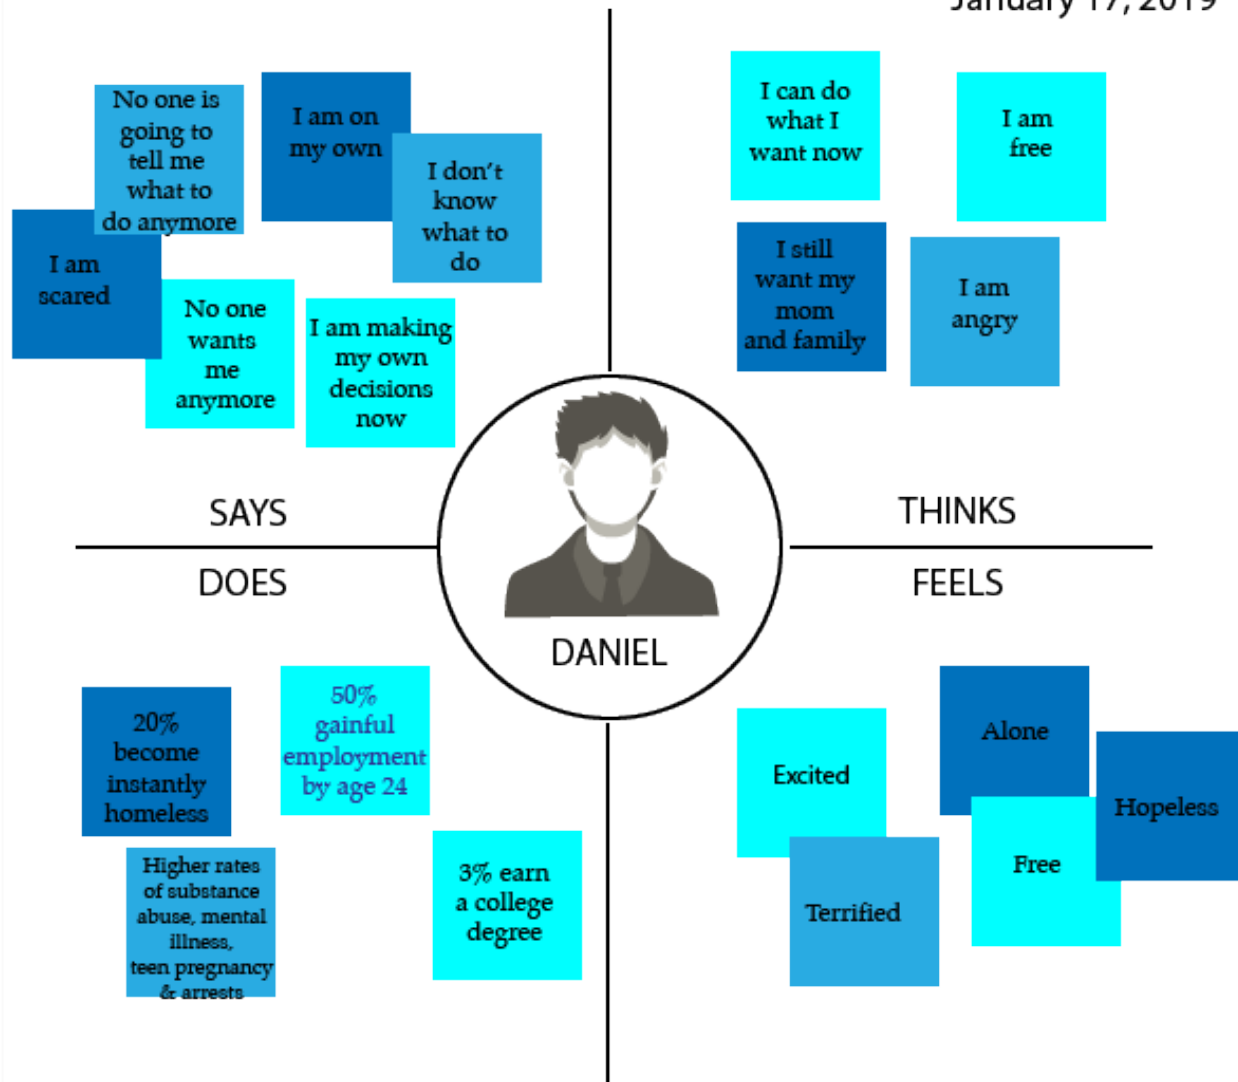 January 17, 2019
No one is
going to
tell me
what to
do anymore
I am on
my own
I don't
know
what to
do
I am
scared
No one
wants
me
anymore
I am making
my own
decisions
now
SAYS
I can do
what I
want now
I am
free
I still
want my
mom
and family
I am
angry
THINKS
DANIEL
DOES
20%
become
instantly
homeless
50%
gainful
employment
by age 24
Higher rates
of substance
abuse, mental
illness,
teen pregnancy
& arrests
3% earn
a college
degree
FEELS
Excited
Alone
Hopeless
Free
Terrified